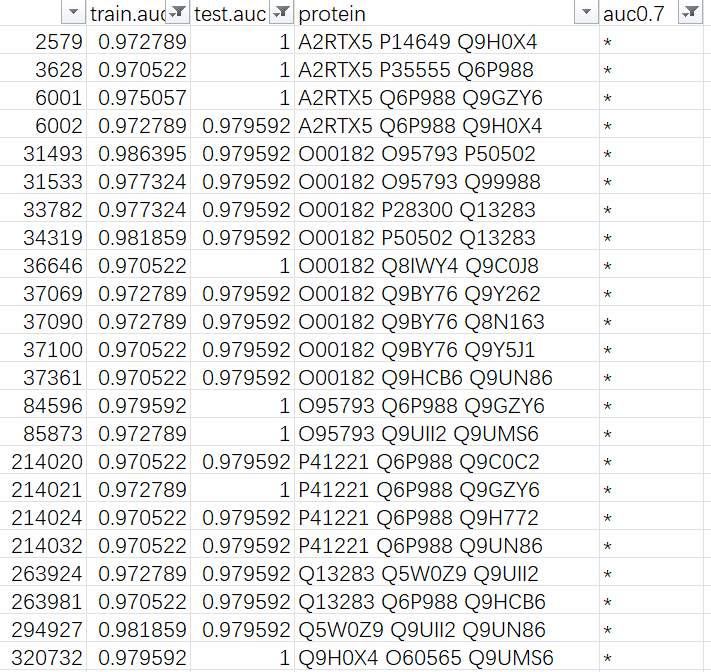 train.auc test.auc protein auc0.7
2579 0.972789 1 A2RTX5 P14649 Q9H0X4 *
3628 0.970522 1 A2RTX5 P35555 Q6P988 *
6001 0.975057 1 A2RTX5 Q6P988 Q9GZY6 *
6002 0.972789 0.979592 A2RTX5 Q6P988 Q9H0X4 *
31493 0.986395 0.979592 O00182 O95793 P50502 *
31533 0.977324 0.979592 O00182 O95793 Q99988 *
33782 0.977324 0.979592 O00182 P28300 Q13283 *
34319 0.981859 0.979592 O00182 P50502 Q13283 *
36646 0.970522 1 O00182 Q8IWY4 Q9C0J8 *
37069 0.972789 0.979592 O00182 Q9BY76 Q9Y262 *
37090 0.972789 0.979592 O00182 Q9BY76 Q8N163 *
37100 0.970522 0.979592 O00182 Q9BY76 Q9Y5J1 *
37361 0.970522 0.979592 O00182 Q9HCB6 Q9UN86 *
84596 0.979592 1 O95793 Q6P988 Q9GZY6 *
85873 0.972789 1 O95793 Q9UII2 Q9UMS6 *
214020 0.970522 0.979592 P41221 Q6P988 Q9C0C2 *
214021 0.972789 1 P41221 Q6P988 Q9GZY6 *
214024 0.970522 0.979592 P41221 Q6P988 Q9H772 *
214032 0.970522 0.979592 P41221 Q6P988 Q9UN86 *
263924 0.972789 0.979592 Q13283 Q5W0Z9 Q9UII2 *
263981 0.970522 0.979592 Q13283 Q6P988 Q9HCB6 *
294927 0.981859 0.979592 Q5W0Z9 Q9UII2 Q9UN86 *
320732 0.979592 1 Q9H0X4 O60565 Q9UMS6 *